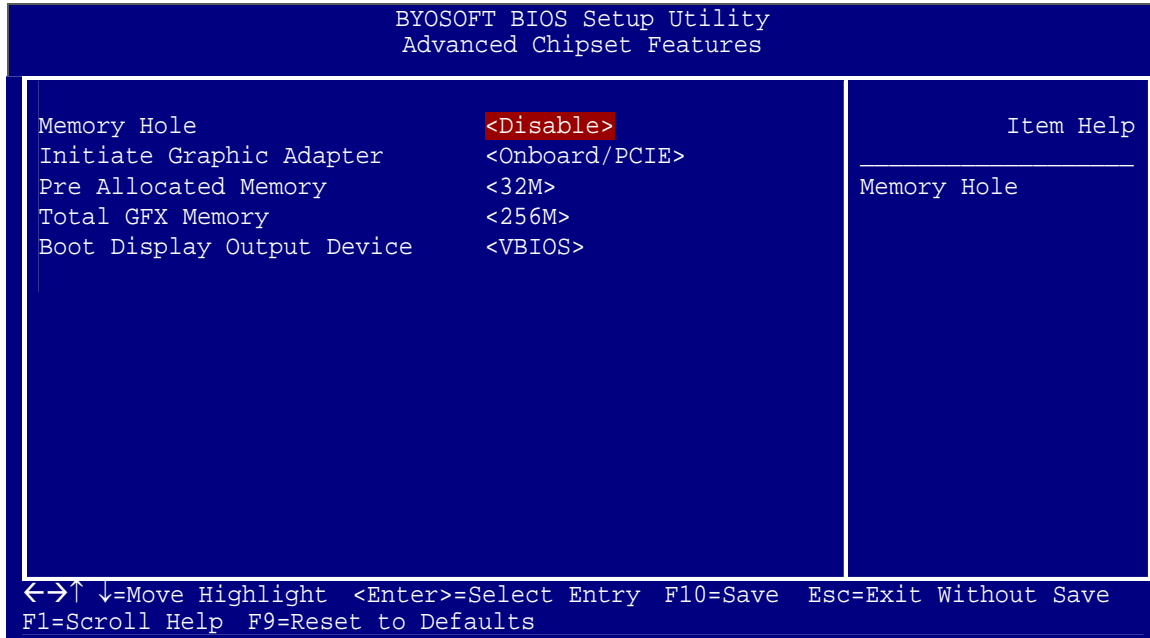 BYOSOFT BIOS Setup Utility
Advanced Chipset Features
Memory Hole <Disable>
Initiate Graphic Adapter <Onboard/PCIE>
Pre Allocated Memory <32M>
Total GFX Memory <256M>
Boot Display Output Device <VBIOS>
Item Help
Memory Hole
←→↑ ↓=Move Highlight <Enter>=Select Entry F10=Save Esc=Exit Without Save
F1=Scroll Help F9=Reset to Defaults